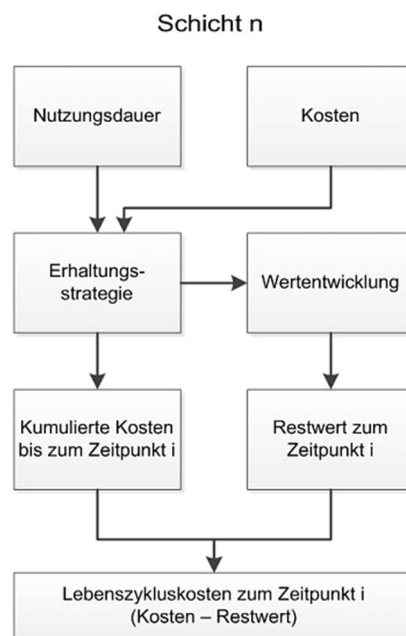 Schicht n
Nutzungsdauer
Kosten
Erhaltungs-
strategie
Wertentwicklung
Kumulierte Kosten
bis zum Zeitpunkt i
Restwert zum
Zeitpunkt i
Lebenszykluskosten zum Zeitpunkt i
(Kosten – Restwert)